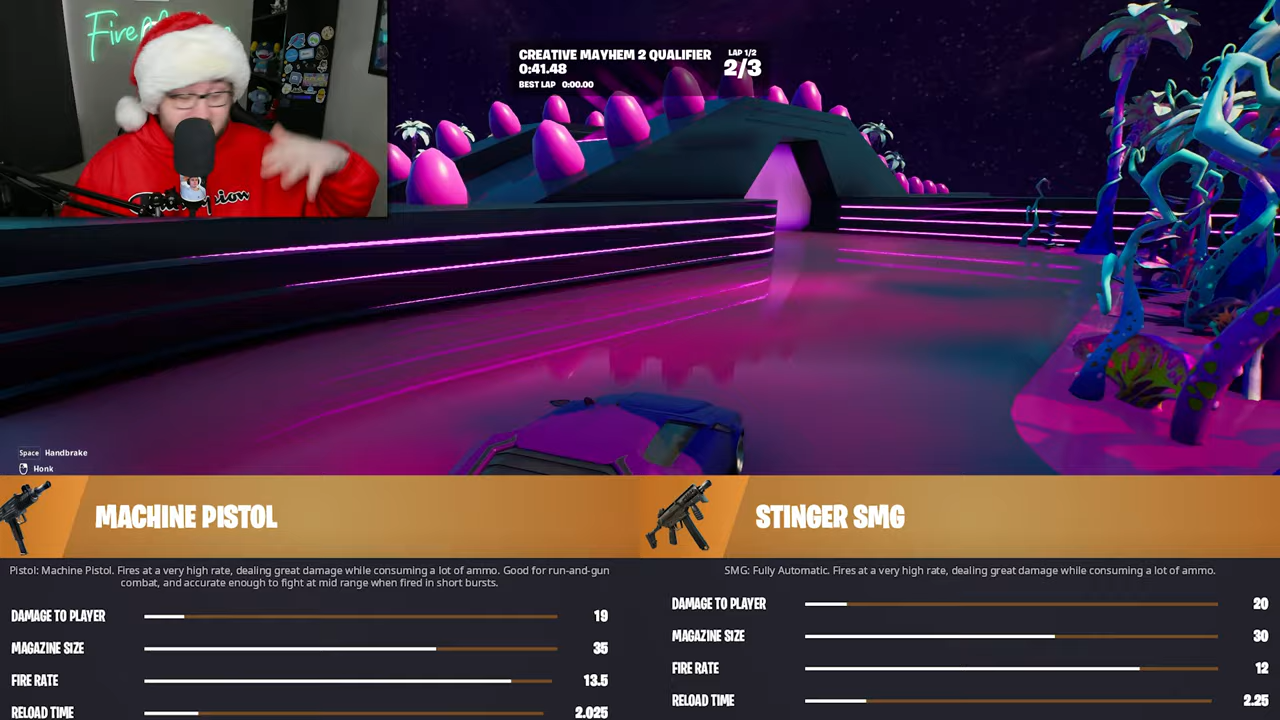 Fire
Champion
CREATIVE MAYHEM 2 QUALIFIER
0:41.48
BEST LAP 0:00.00
LAP 1/2
2/3
Space Handbrake
Honk
MACHINE PISTOL
Pistol: Machine Pistol. Fires at a very high rate, dealing great damage while consuming a lot of ammo. Good for run-and-gun
combat, and accurate enough to fight at mid range when fired in short bursts.
DAMAGE TO PLAYER 19
MAGAZINE SIZE 35
FIRE RATE 13.5
RELOAD TIME 2.025
STINGER SMG
SMG: Fully Automatic. Fires at a very high rate, dealing great damage while consuming a lot of ammo.
DAMAGE TO PLAYER 20
MAGAZINE SIZE 30
FIRE RATE 12
RELOAD TIME 2.25